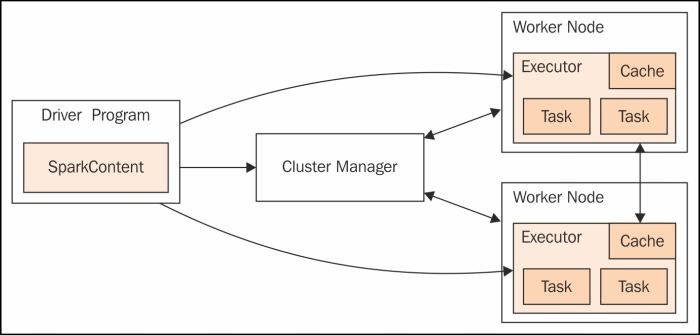 Driver Program
SparkContent
Cluster Manager
Worker Node
Executor
Cache
Task
Task
Worker Node
Executor
Cache
Task
Task